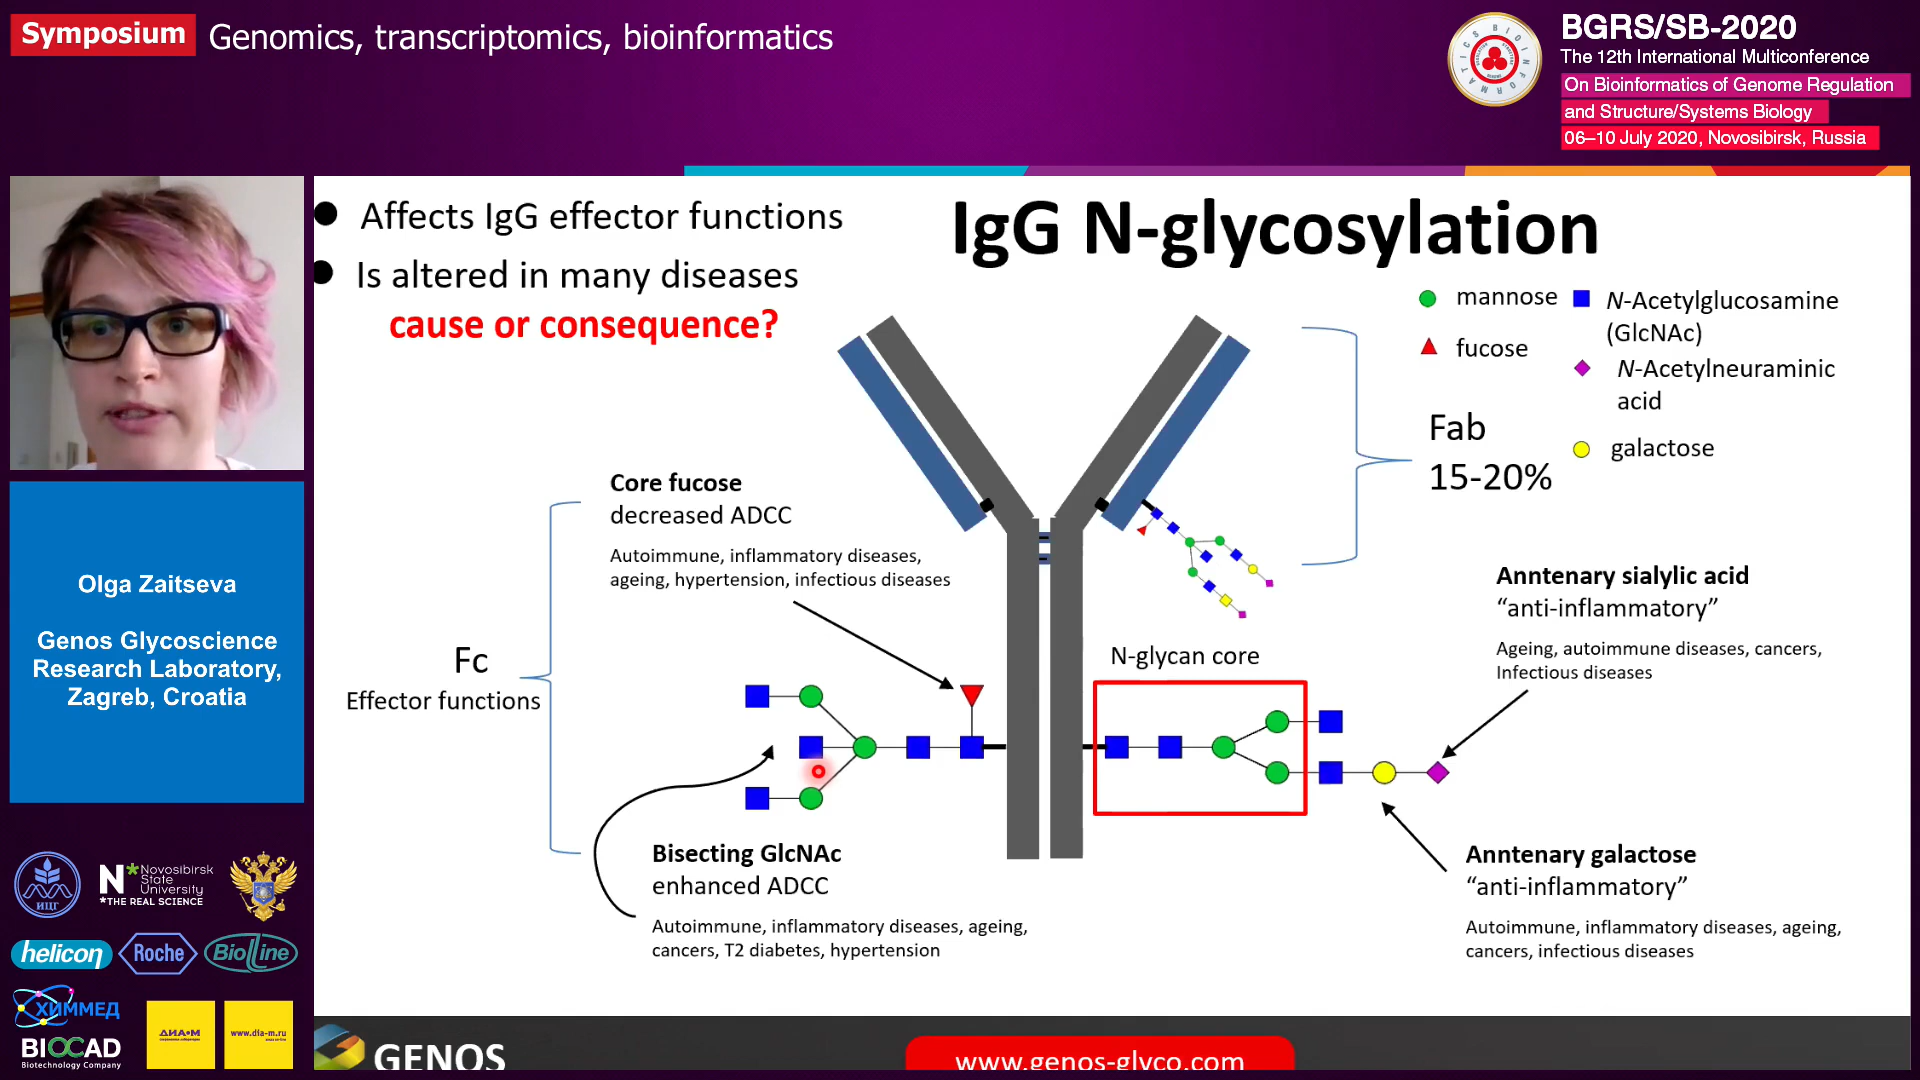 Symposium
Genomics, transcriptomics, bioinformatics
BIOINFORMATICS
BGRS/SB-2020
The 12th International Multiconference
On Bioinformatics of Genome Regulation
and Structure/Systems Biology
06–10 July 2020, Novosibirsk, Russia
Affects IgG effector functions
Is altered in many diseases
cause or consequence?
IgG N-glycosylation
mannose
fucose
N-Acetylglucosamine
(GlcNAc)
N-Acetylneuraminic
acid
galactose
Fab
15-20%
Core fucose
decreased ADCC
Autoimmune, inflammatory diseases,
ageing, hypertension, infectious diseases
Fc
Effector functions
N-glycan core
Anntenary sialylic acid
“anti-inflammatory”
Ageing, autoimmune diseases, cancers,
Infectious diseases
Bisecting GlcNAc
enhanced ADCC
Autoimmune, inflammatory diseases, ageing,
cancers, T2 diabetes, hypertension
Anntenary galactose
“anti-inflammatory”
Autoimmune, inflammatory diseases, ageing,
cancers, infectious diseases
Olga Zaitseva
Genos Glycoscience
Research Laboratory,
Zagreb, Croatia
ИЦГ
N*
Novosibirsk
State
University
*THE REAL SCIENCE
helicon
Roche
BioLine
ХИММЕД
BIOCAD
Biotechnology Company
ДИА•М
www.dia-m.ru
GENOS
www.genos-glyco.com